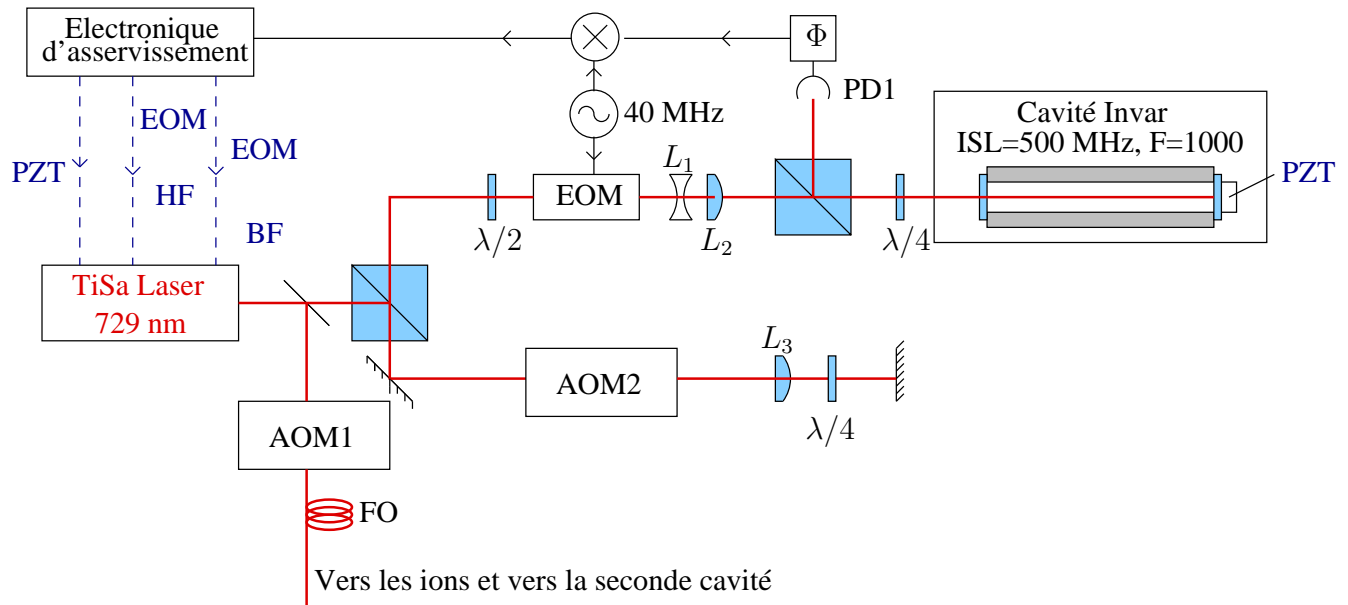 Electronique
d'asservissement
Φ
PD1
40 MHz
Cavité Invar
ISL=500 MHz, F=1000
PZT
EOM
EOM
PZT
HF
BF
EOM
L1
L2
λ/2
λ/4
TiSa Laser
729 nm
L3
AOM2
λ/4
AOM1
FO
Vers les ions et vers la seconde cavité